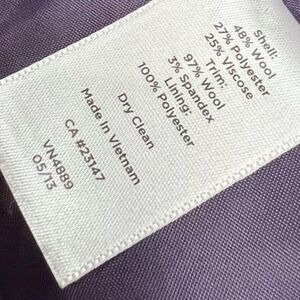 Shell:
48% Wool
27% Polyester
25% Viscose
Trim:
97% Wool
3% Spandex
Lining:
100% Polyester
Dry Clean
Made In Vietnam
CA #23147
VN4889
05/13